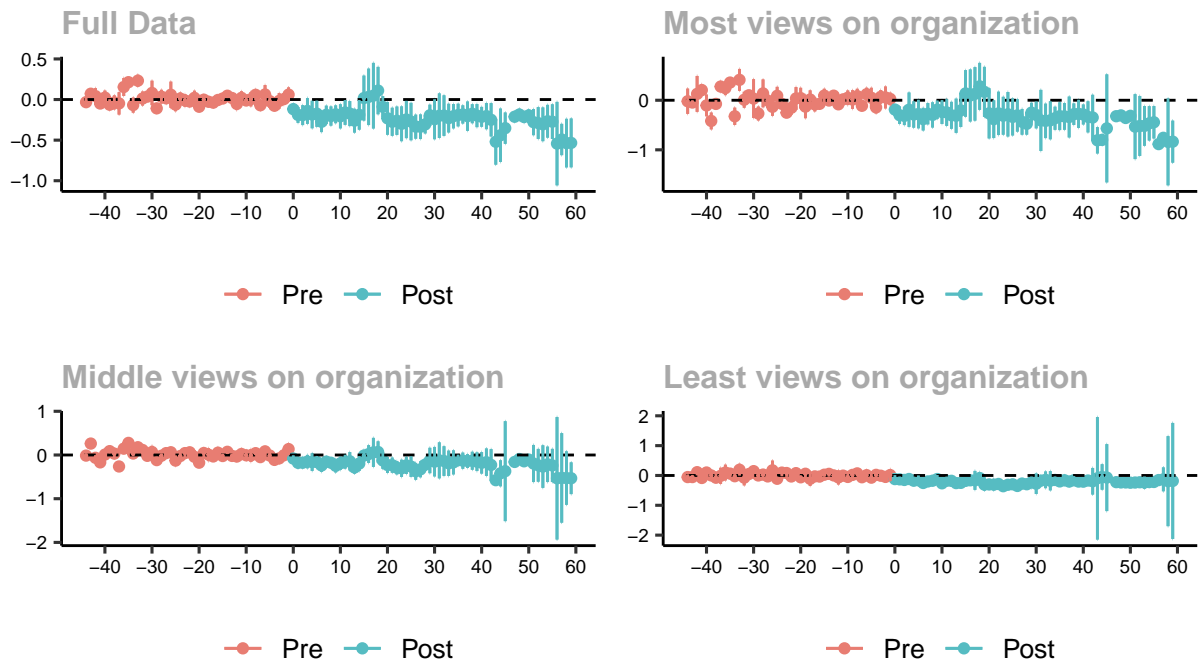 Full Data
0.5
0.0
−0.5
−1.0
−40 −30 −20 −10 0 10 20 30 40 50 60
Pre Post
Most views on organization
0
−1
−40 −30 −20 −10 0 10 20 30 40 50 60
Pre Post
Middle views on organization
1
0
−1
−2
−40 −30 −20 −10 0 10 20 30 40 50 60
Pre Post
Least views on organization
2
1
0
−1
−2
−40 −30 −20 −10 0 10 20 30 40 50 60
Pre Post